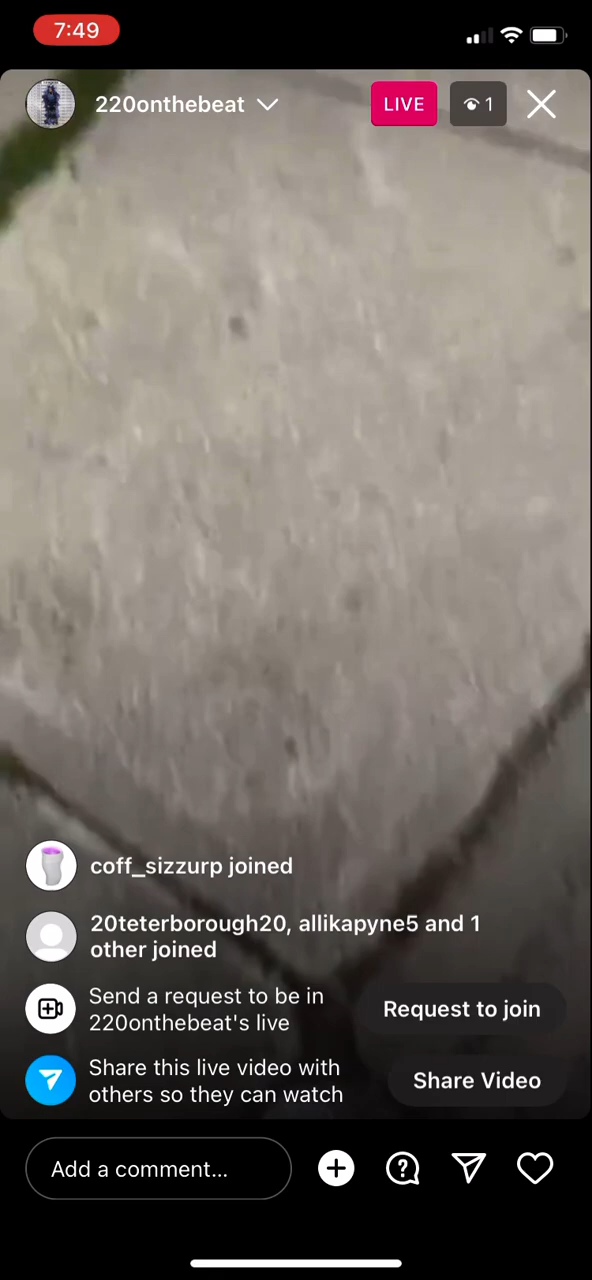 7:49
220onthebeat
LIVE
1
coff_sizzurp joined
20teterborough20, allikapyne5 and 1
other joined
Send a request to be in
220onthebeat's live
Request to join
Share this live video with
others so they can watch
Share Video
Add a comment...